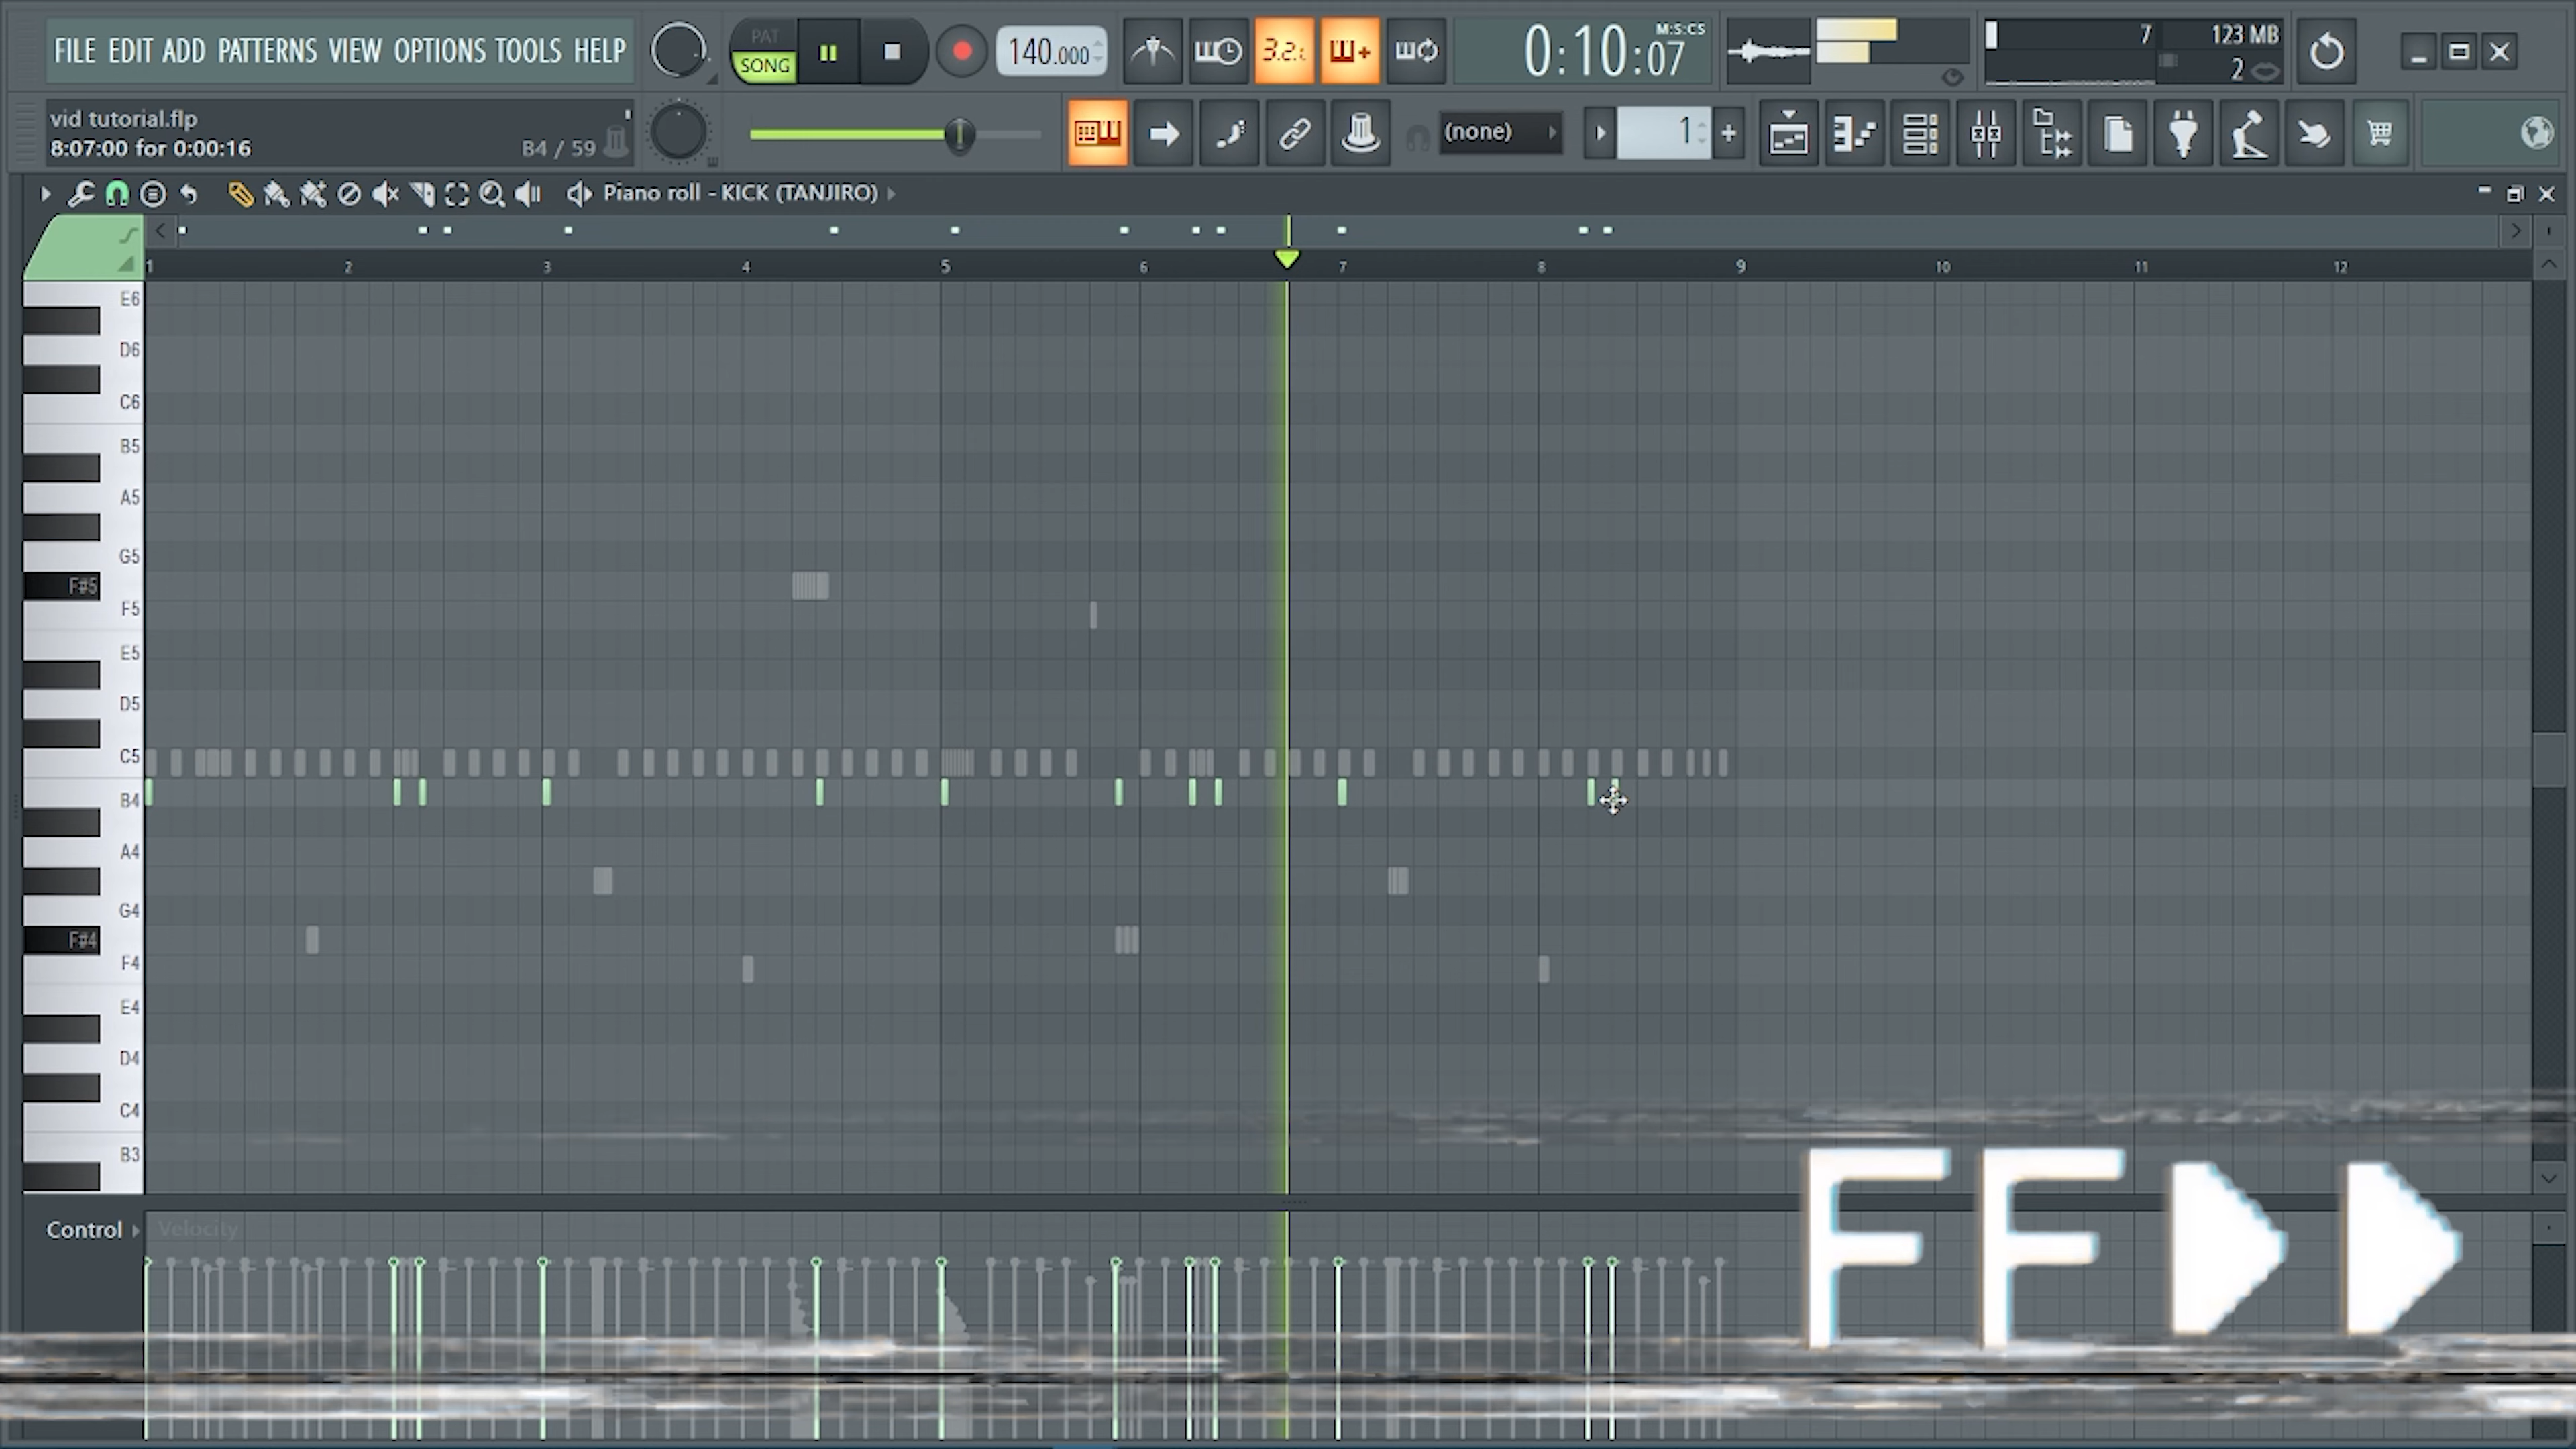 FILE EDIT ADD PATTERNS VIEW OPTIONS TOOLS HELP
PAT
SONG
140.000
3.2:
M:S:CS
0:10:07
7
123 MB
2
vid tutorial.flp
8:07:00 for 0:00:16
B4 / 59
(none)
1
Piano roll - KICK (TANJIRO)
1 2 3 4 5 6 7 8 9 10 11 12
E6
D6
C6
B5
A5
G5
F#5
F5
E5
D5
C5
B4
A4
G4
F#4
F4
E4
D4
C4
B3
Control
Velocity
FF